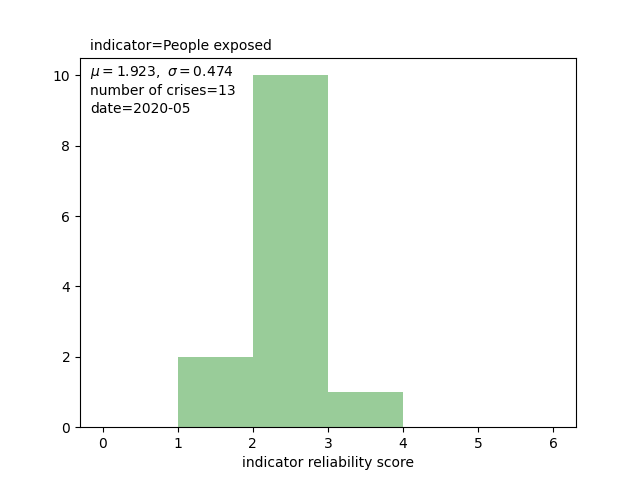 indicator=People exposed
μ = 1.923, σ = 0.474
number of crises=13
date=2020-05
10
8
6
4
2
0
0 1 2 3 4 5 6
indicator reliability score